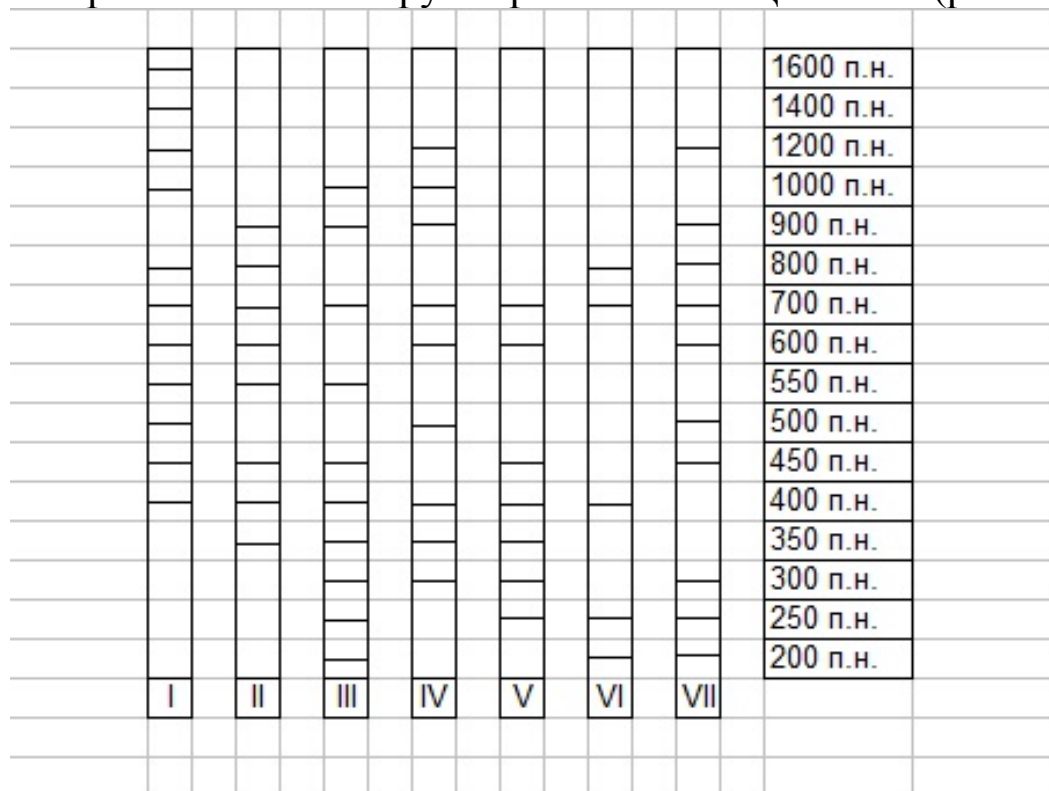 1600 п.н.
1400 п.н.
1200 п.н.
1000 п.н.
900 п.н.
800 п.н.
700 п.н.
600 п.н.
550 п.н.
500 п.н.
450 п.н.
400 п.н.
350 п.н.
300 п.н.
250 п.н.
200 п.н.
I II III IV V VI VII